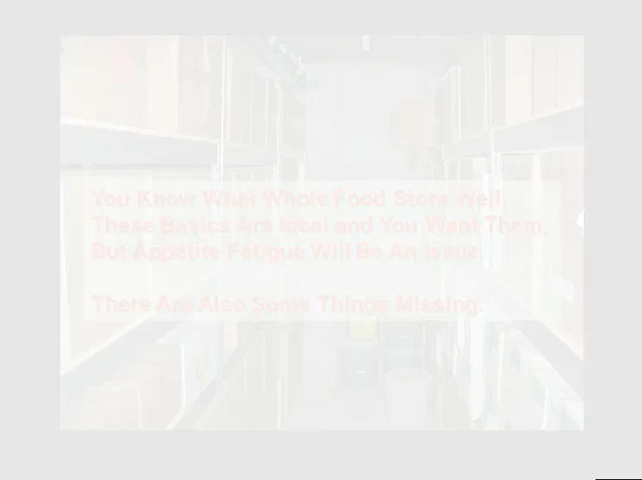 You Know What Whole Food Store Well
These Basics Are Ideal and You Want Them,
But Appetite Fatigue Will Be An Issue.
There Are Also Some Things Missing.